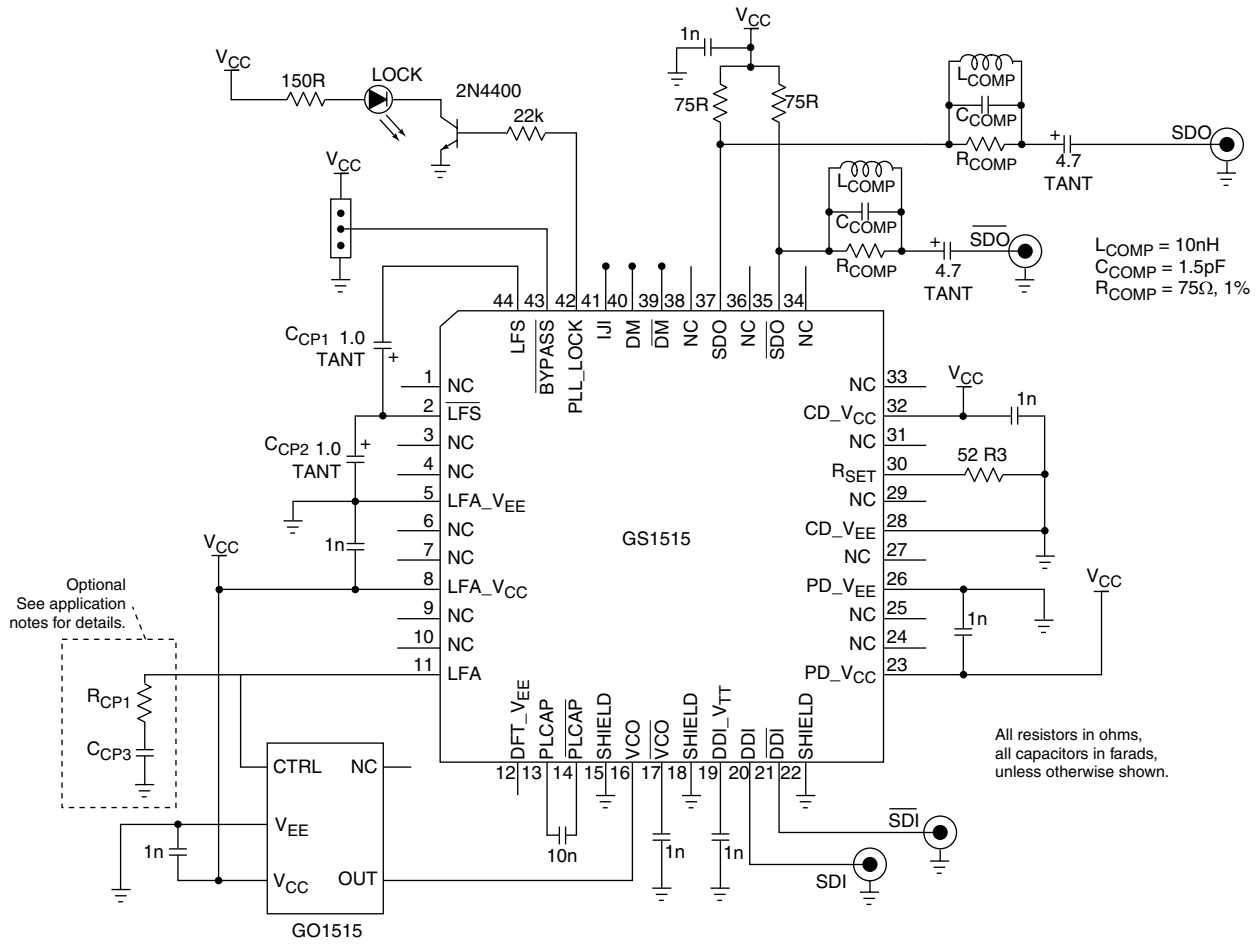 VCC
1n
VCC
150R
LOCK
2N4400
22k
75R
75R
LCOMP
CCOMP
RCOMP
+
4.7
TANT
SDO
VCC
LCOMP
CCOMP
RCOMP
+
4.7
TANT
SDO
LCOMP = 10nH
CCOMP = 1.5pF
RCOMP = 75Ω, 1%
44 43 42 41 40 39 38 37 36 35 34
LFS
BYPASS
PLL_LOCK
IJI
DM
DM
NC
SDO
NC
SDO
NC
CCP1 1.0
TANT
+
CCP2 1.0
TANT
+
1 NC
2 LFS
3 NC
4 NC
5 LFA_VEE
6 NC
7 NC
8 LFA_VCC
9 NC
10 NC
11 LFA
1n
VCC
GS1515
NC 33
CD_VCC 32
NC 31
RSET 30
NC 29
CD_VEE 28
NC 27
PD_VEE 26
NC 25
NC 24
PD_VCC 23
VCC
1n
52 R3
1n
VCC
Optional
See application
notes for details.
RCP1
CCP3
DFT_VEE
PLCAP
PLCAP
SHIELD
VCO
VCO
SHIELD
DDI_VTT
DDI
DDI
SHIELD
12 13 14 15 16 17 18 19 20 21 22
10n
1n
1n
All resistors in ohms,
all capacitors in farads,
unless otherwise shown.
SDI
SDI
CTRL NC
VEE
VCC
OUT
1n
GO1515